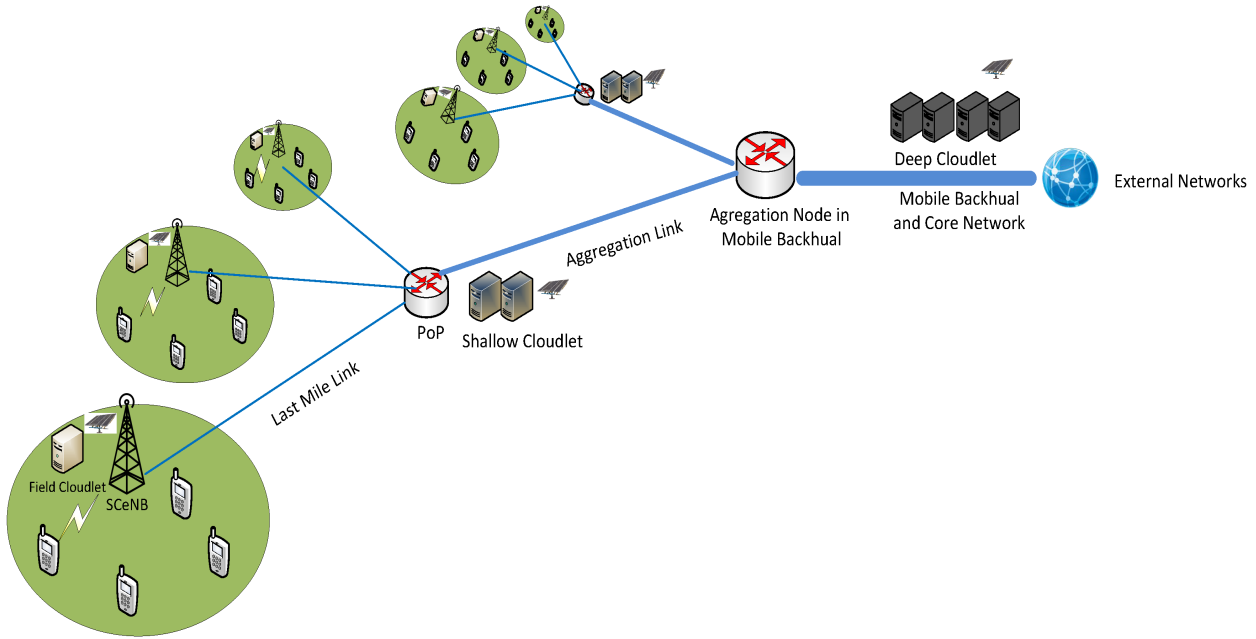 Deep Cloudlet
External Networks
Mobile Backhual
and Core Network
Agregation Node in
Mobile Backhual
Aggregation Link
PoP
Shallow Cloudlet
Last Mile Link
Field Cloudlet
SCeNB